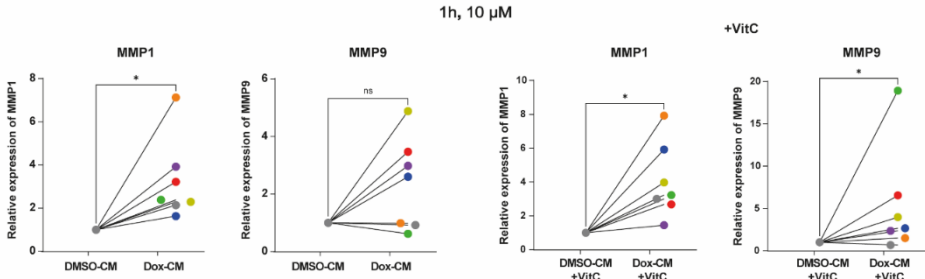 1h, 10 µM
+VitC
MMP1
Relative expression of MMP1
8
6
4
2
0
*
DMSO-CM
Dox-CM
MMP9
Relative expression of MMP9
6
4
2
0
ns
DMSO-CM
Dox-CM
MMP1
Relative expression of MMP1
10
8
6
4
2
0
*
DMSO-CM
+VitC
Dox-CM
+VitC
MMP9
Relative expression of MMP9
20
15
10
5
0
*
DMSO-CM
+VitC
Dox-CM
+VitC